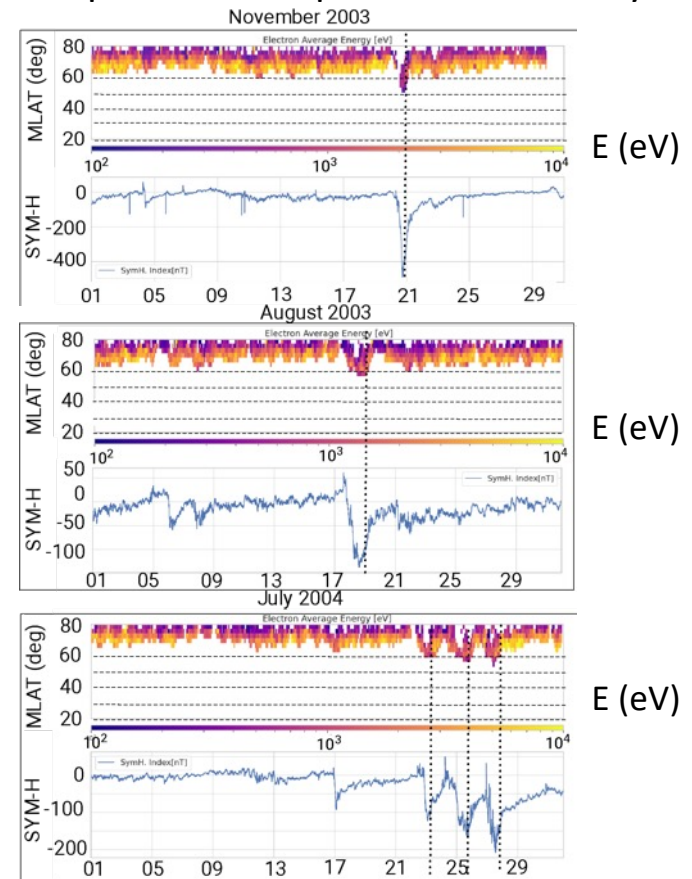 November 2003
Electron Average Energy [eV]
MLAT (deg)
80
60
40
20
10² 10³ 10⁴
E (eV)
SYM-H
0
-200
-400
SymH. Index[nT]
01 05 09 13 17 21 25 29
August 2003
Electron Average Energy [eV]
MLAT (deg)
80
60
40
20
10² 10³ 10⁴
E (eV)
SYM-H
50
0
-50
-100
SymH. Index[nT]
01 05 09 13 17 21 25 29
July 2004
Electron Average Energy [eV]
MLAT (deg)
80
60
40
20
10² 10³ 10⁴
E (eV)
SYM-H
0
-100
-200
SymH. Index[nT]
01 05 09 13 17 21 25 29